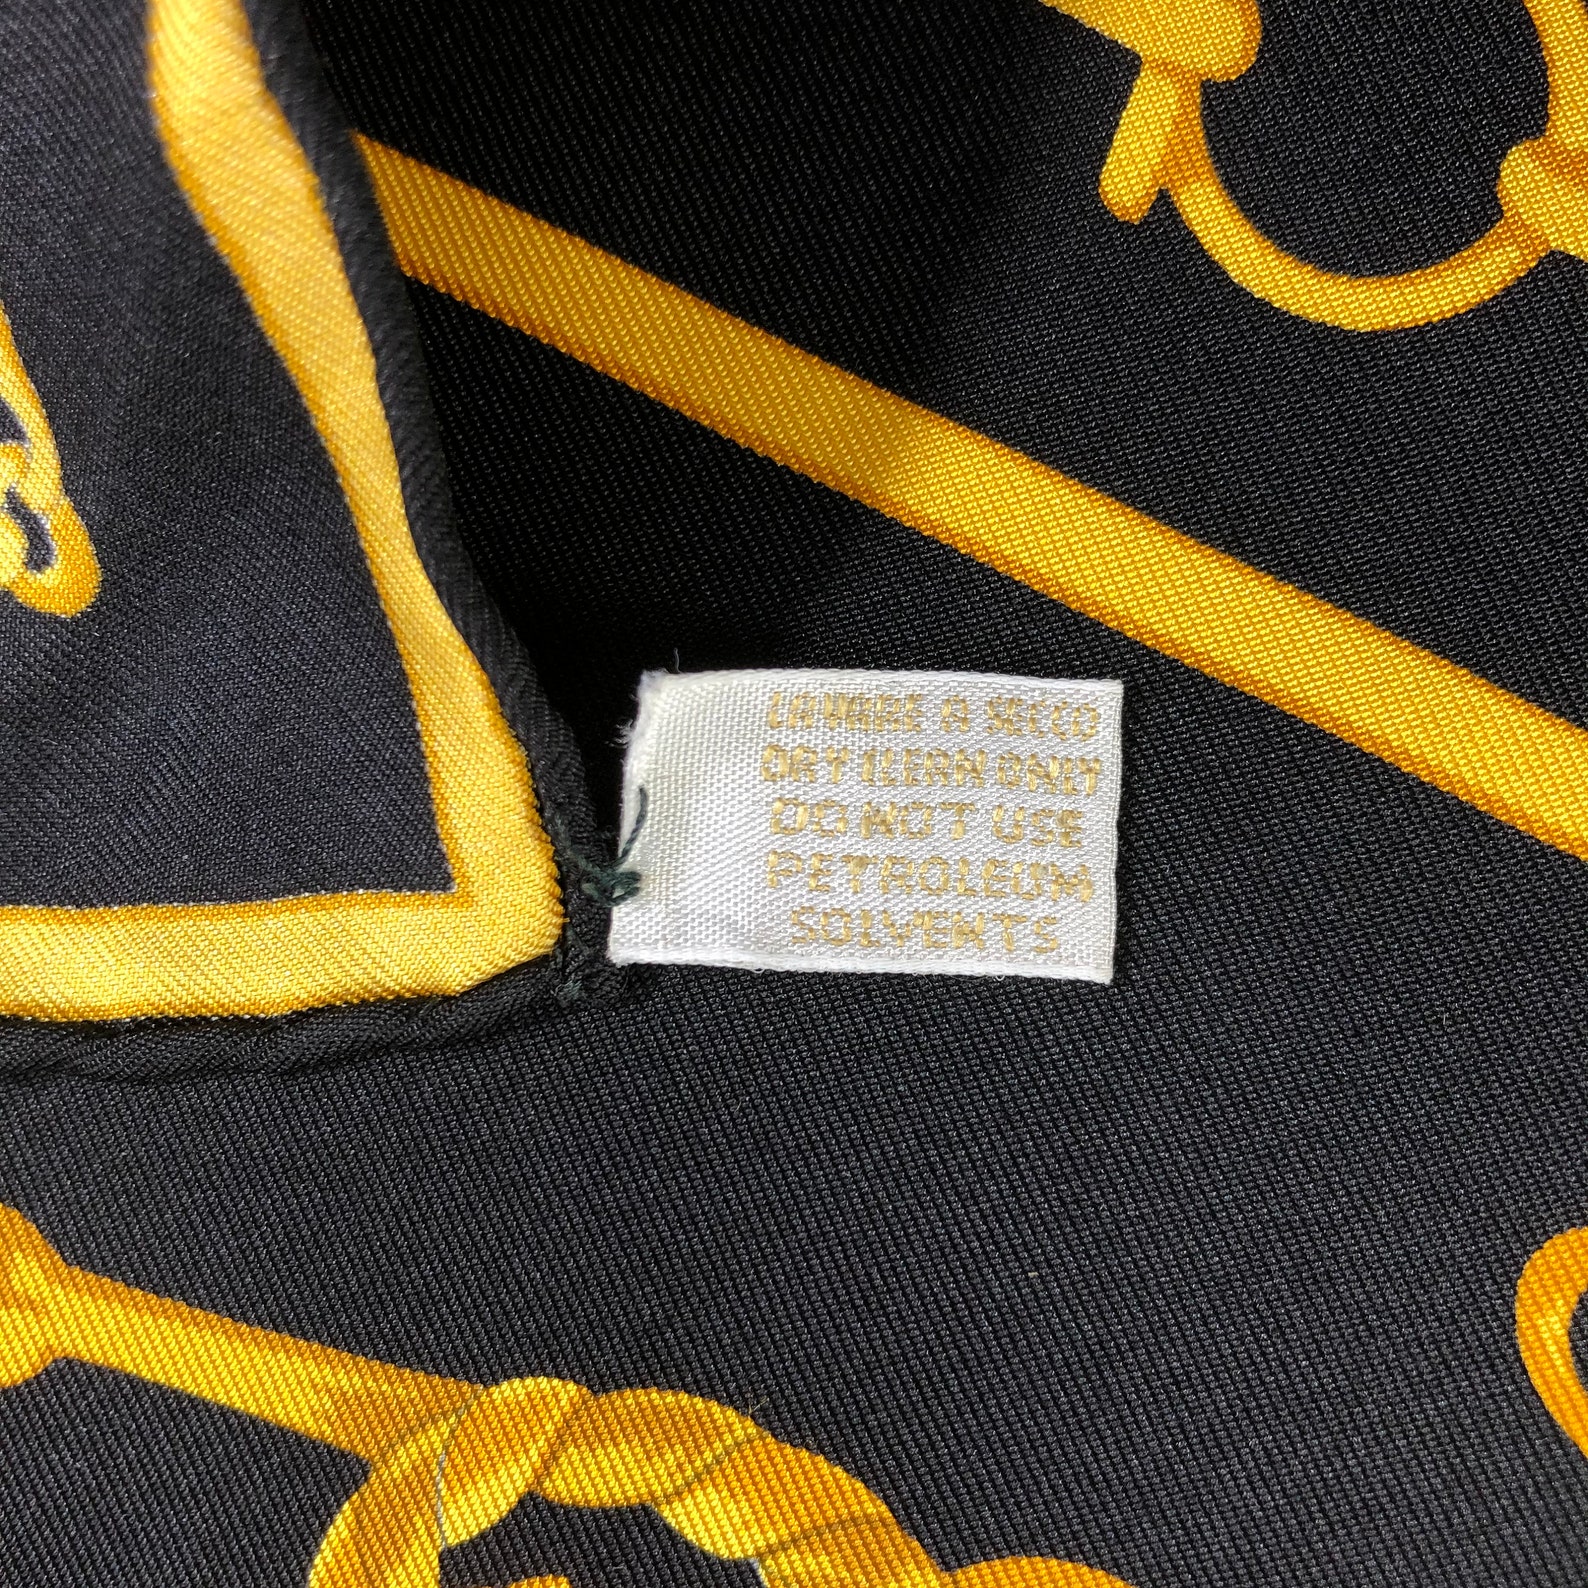 LAVARE A SECCO
DRY CLEAN ONLY
DO NOT USE
PETROLEUM
SOLVENTS